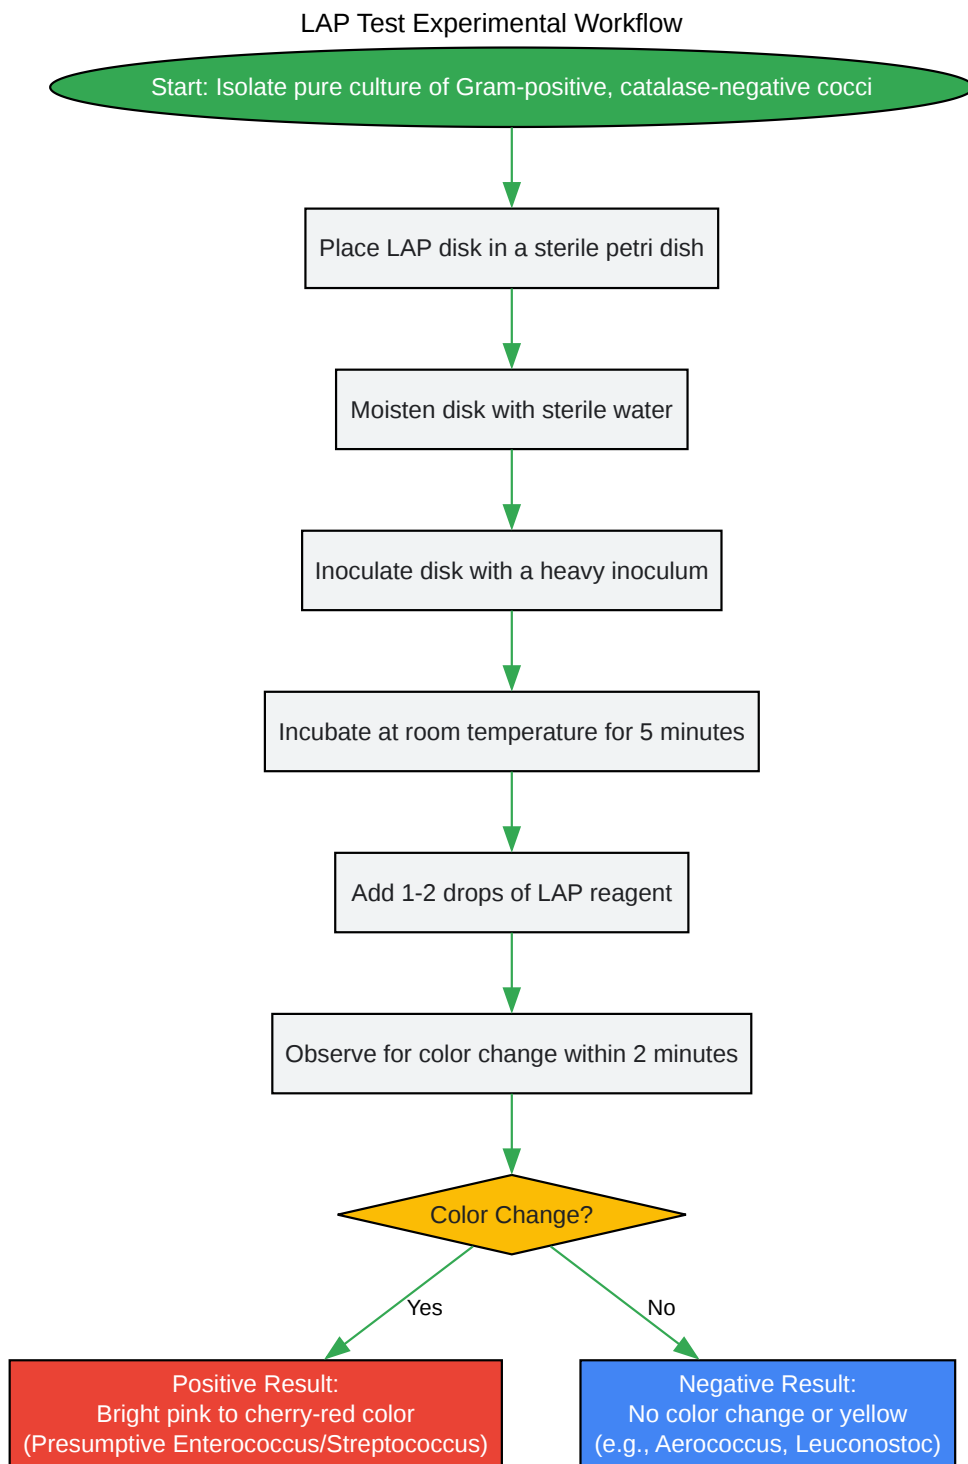 LAP Test Experimental Workflow
Start: Isolate pure culture of Gram-positive, catalase-negative cocci
Place LAP disk in a sterile petri dish
Moisten disk with sterile water
Inoculate disk with a heavy inoculum
Incubate at room temperature for 5 minutes
Add 1-2 drops of LAP reagent
Observe for color change within 2 minutes
Color Change?
Yes
No
Positive Result:
Bright pink to cherry-red color
(Presumptive Enterococcus/Streptococcus)
Negative Result:
No color change or yellow
(e.g., Aerococcus, Leuconostoc)